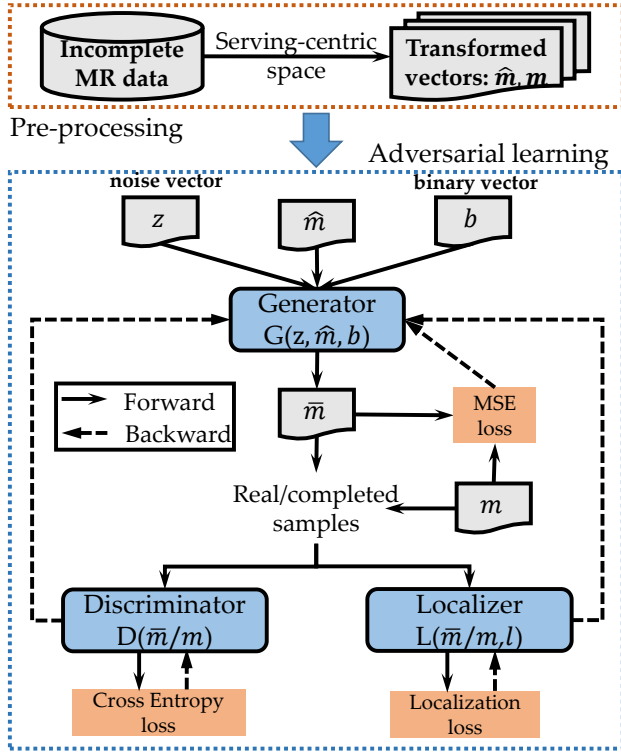 Incomplete
MR data
Serving-centric
space
Transformed
vectors: m̂, m
Pre-processing
Adversarial learning
noise vector
binary vector
z
m̂
b
Generator
G(z, m̂, b)
Forward
Backward
m̅
MSE
loss
Real/completed
samples
m
Discriminator
D(m̅/m)
Localizer
L(m̅/m,l)
Cross Entropy
loss
Localization
loss